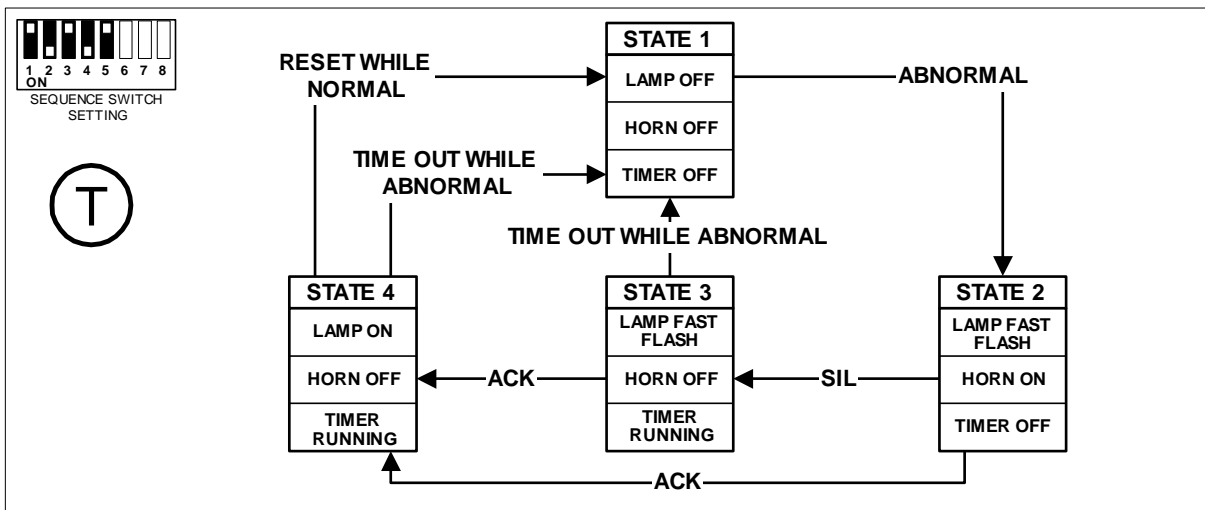 1 2 3 4 5 6 7 8
ON
SEQUENCE SWITCH
SETTING
T
RESET WHILE
NORMAL
TIME OUT WHILE
ABNORMAL
STATE 1
LAMP OFF
HORN OFF
TIMER OFF
ABNORMAL
TIME OUT WHILE ABNORMAL
STATE 4
LAMP ON
HORN OFF
TIMER
RUNNING
ACK
STATE 3
LAMP FAST
FLASH
HORN OFF
TIMER
RUNNING
SIL
STATE 2
LAMP FAST
FLASH
HORN ON
TIMER OFF
ACK